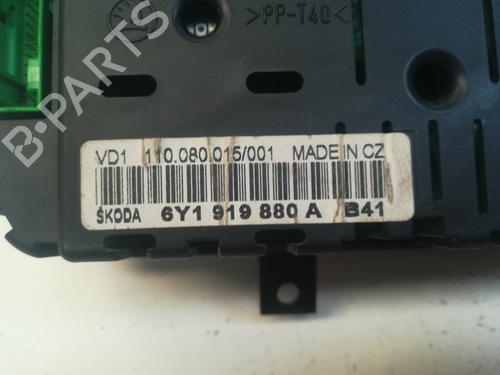 >PP-T40<
B-PARTS
VD1 110.080.015/001 MADE IN CZ
ŠKODA 6Y1 919 880 A B41